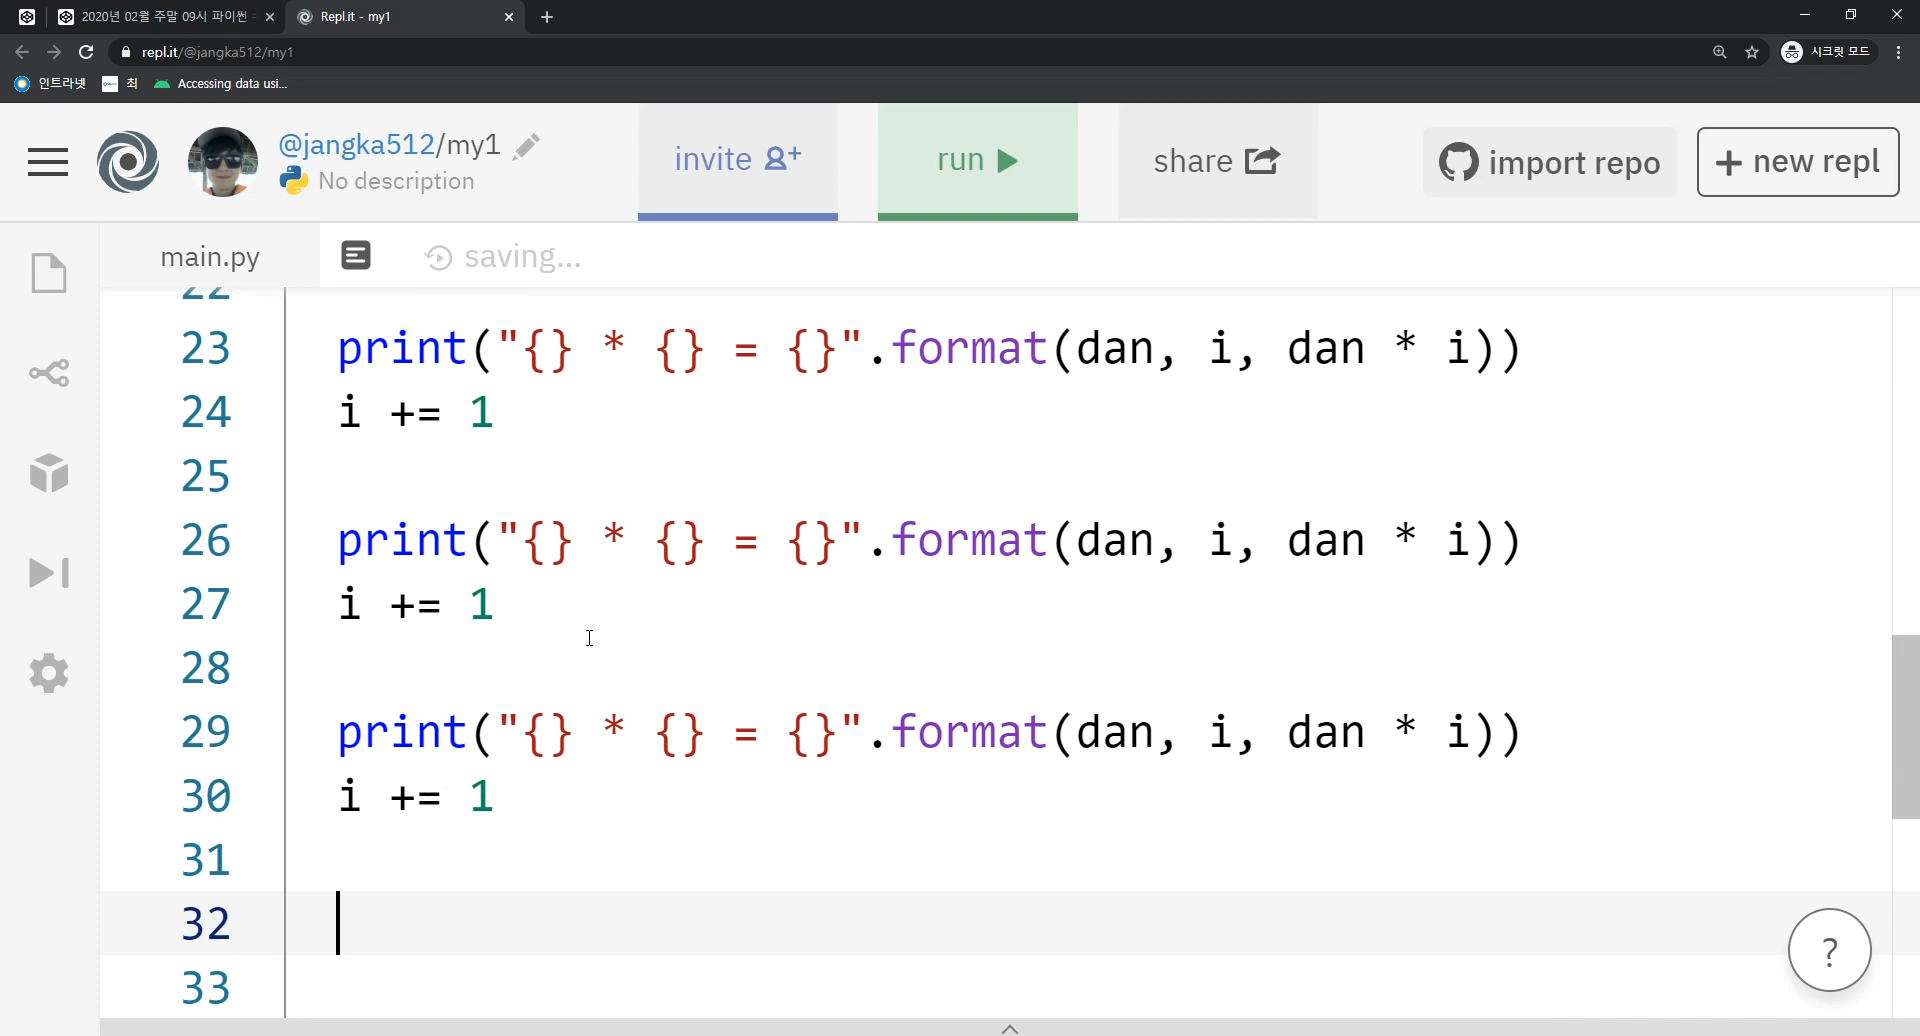 2020년 02월 주말 09시 파이썬
Repl.it - my1
repl.it/@jangka512/my1
시크릿 모드
인트라넷
최
Accessing data usi...
@jangka512/my1
No description
invite
run
share
import repo
+ new repl
main.py
saving...
22
23 print("{} * {} = {}".format(dan, i, dan * i))
24 i += 1
25
26 print("{} * {} = {}".format(dan, i, dan * i))
27 i += 1
28
29 print("{} * {} = {}".format(dan, i, dan * i))
30 i += 1
31
32
33
?